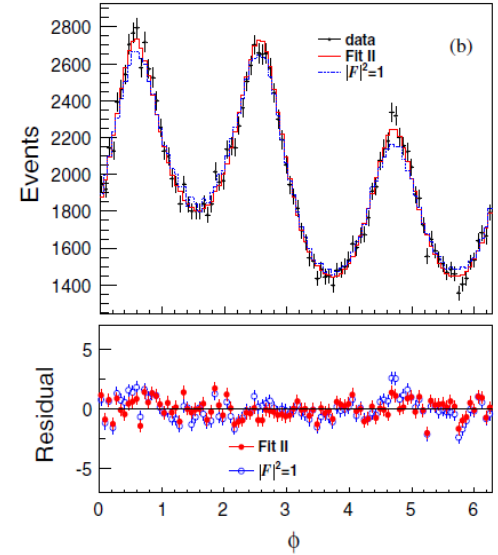 2800
2600
2400
2200
2000
1800
1600
1400
Events
data
Fit II
|F|²=1
(b)
5
0
-5
Residual
Fit II
|F|²=1
0 1 2 3 4 5 6
ϕ